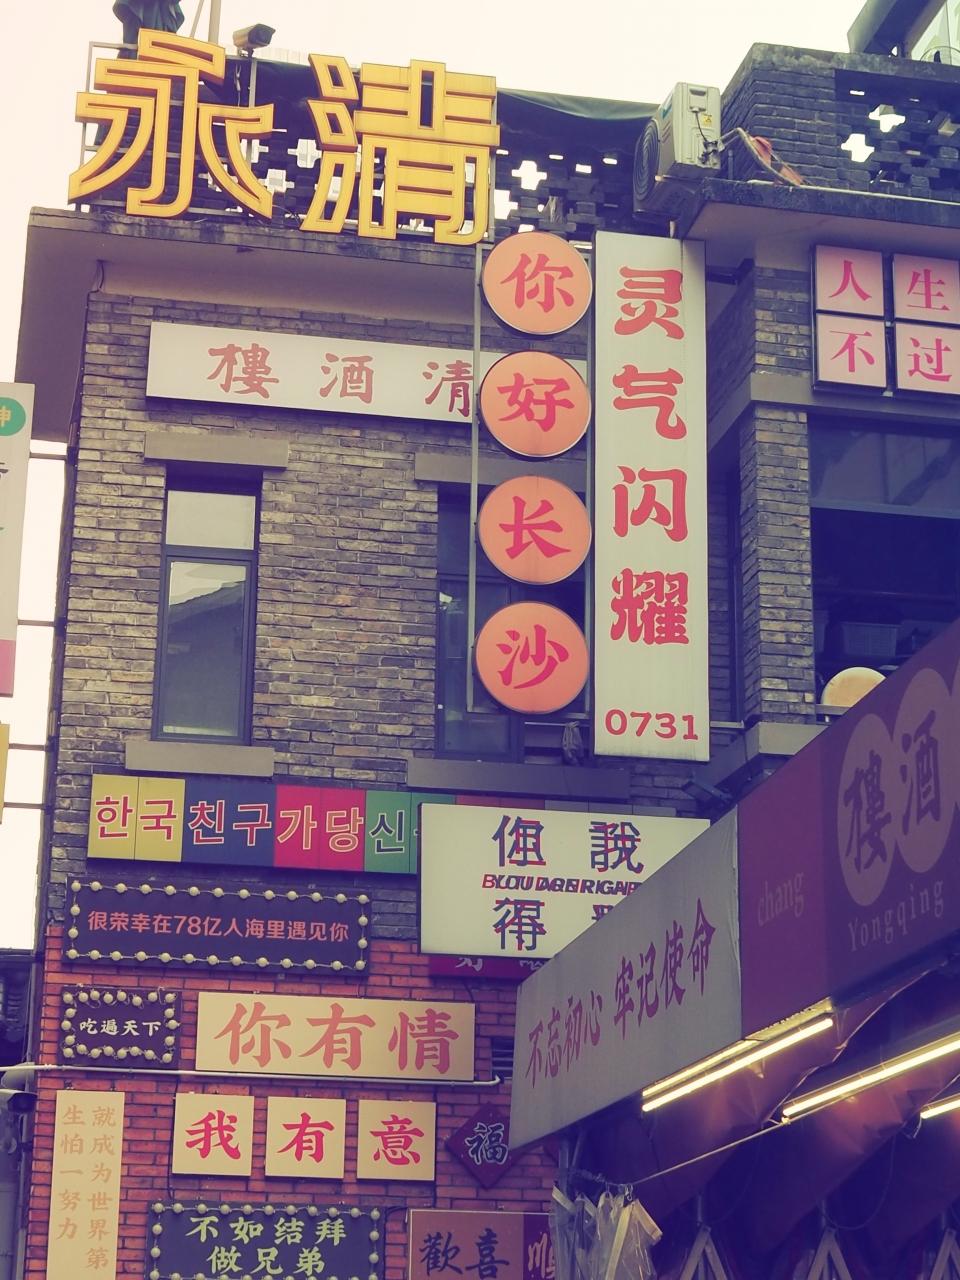 永清
樓酒清
你好长沙
灵气闪耀
0731
人生
不过
한국친구가당신
但我
得
很荣幸在78亿人海里遇见你
吃遍天下
你有情
我有意
福
生怕一努力
就成为世界第
不如结拜
做兄弟
歡喜
不忘初心 牢记使命
樓酒
chang
Yongqing